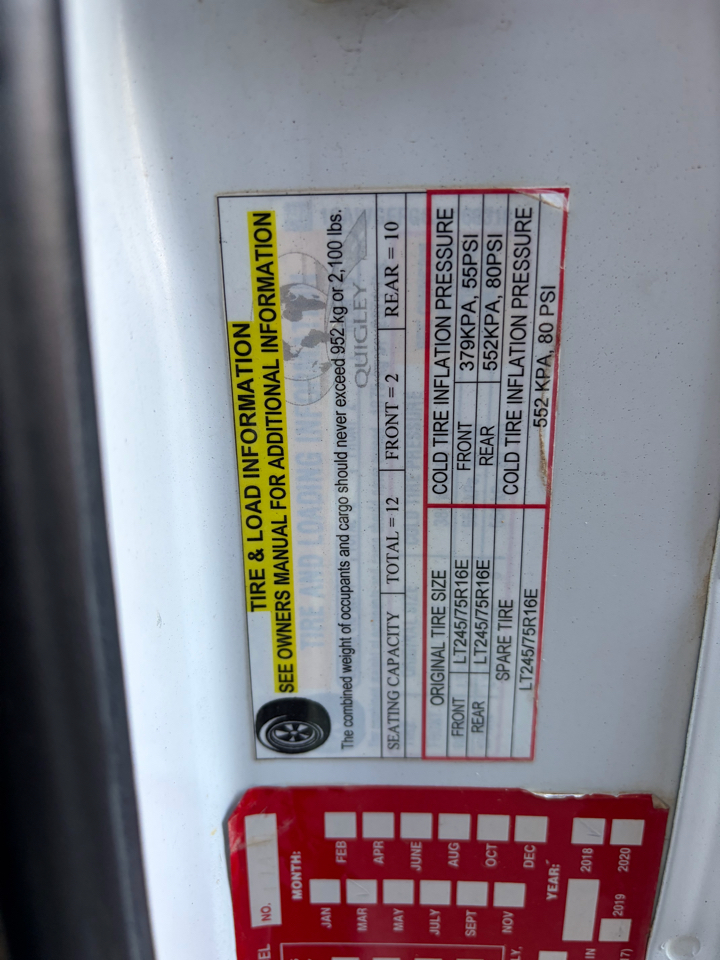 TIRE & LOAD INFORMATION
SEE OWNERS MANUAL FOR ADDITIONAL INFORMATION
The combined weight of occupants and cargo should never exceed 952 kg or 2,100 lbs.
QUIGLEY
SEATING CAPACITY TOTAL = 12 FRONT = 2 REAR = 10
ORIGINAL TIRE SIZE COLD TIRE INFLATION PRESSURE
FRONT LT245/75R16E FRONT 379KPA, 55PSI
REAR LT245/75R16E REAR 552KPA, 80PSI
SPARE TIRE COLD TIRE INFLATION PRESSURE
LT245/75R16E 552 KPA, 80 PSI
NO.
MONTH:
JAN FEB
MAR APR
MAY JUNE
JULY AUG
SEPT OCT
NOV DEC
YEAR:
2018
2019 2020